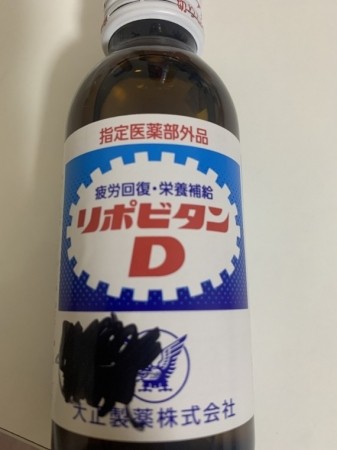 指定医薬部外品
疲労回復・栄養補給
リポビタン
D
大正製薬株式会社